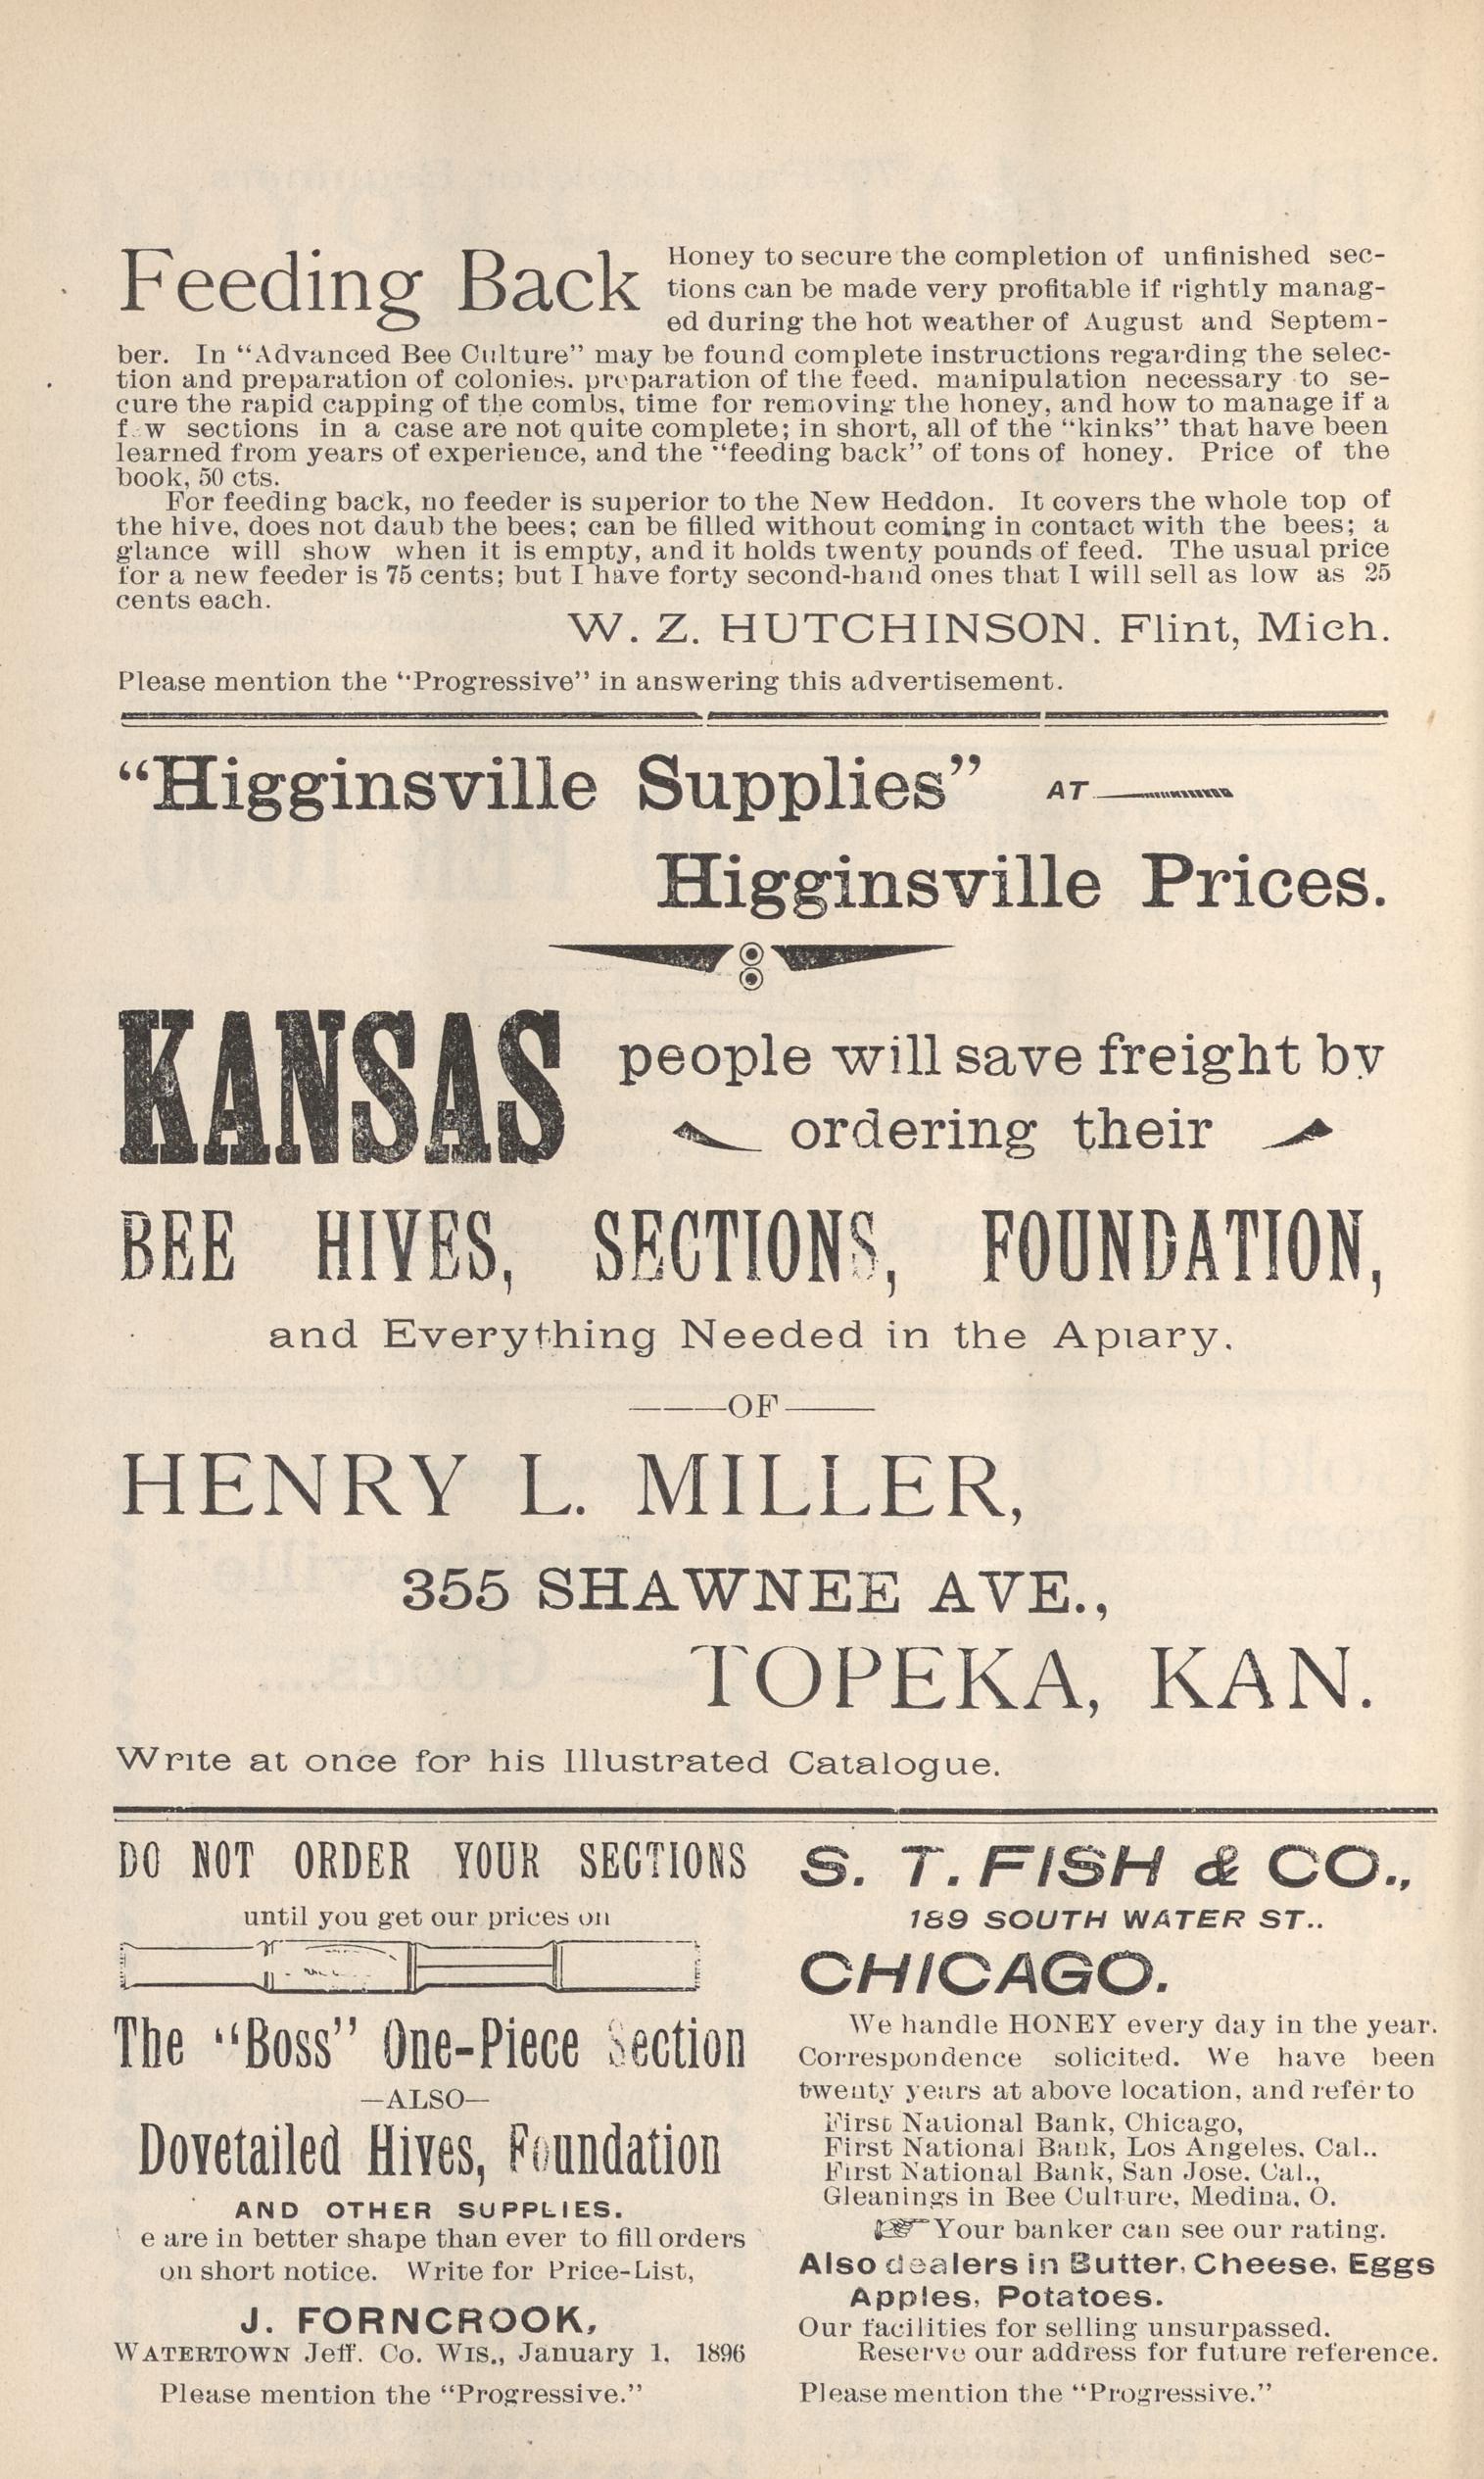 Feeding Back Honey to secure the completion of unfinished sec-
tions can be made very profitable if rightly manag-
ed during the hot weather of August and Septem-
ber. In “Advanced Bee Culture” may be found complete instructions regarding the selec-
tion and preparation of colonies. preparation of the feed. manipulation necessary to se-
cure the rapid capping of the combs, time for removing the honey, and how to manage if a
f w sections in a case are not quite complete; in short, all of the “kinks” that have been
learned from years of experience, and the “feeding back” of tons of honey. Price of the
book, 50 cts.
For feeding back, no feeder is superior to the New Heddon. It covers the whole top of
the hive, does not daub the bees; can be filled without coming in contact with the bees; a
glance will show when it is empty, and it holds twenty pounds of feed. The usual price
for a new feeder is 75 cents; but I have forty second-hand ones that I will sell as low as 25
cents each.
W. Z. HUTCHINSON. Flint, Mich.
Please mention the “Progressive” in answering this advertisement.
“Higginsville Supplies” AT
Higginsville Prices.
KANSAS people will save freight by
ordering their
BEE HIVES, SECTIONS, FOUNDATION,
and Everything Needed in the Apiary.
——OF——
HENRY L. MILLER,
355 SHAWNEE AVE.,
TOPEKA, KAN.
Write at once for his Illustrated Catalogue.
DO NOT ORDER YOUR SECTIONS
until you get our prices on
The “Boss” One-Piece Section
—ALSO—
Dovetailed Hives, Foundation
AND OTHER SUPPLIES.
e are in better shape than ever to fill orders
on short notice. Write for Price-List,
J. FORNCROOK,
WATERTOWN Jeff. Co. WIS., January 1, 1896
Please mention the “Progressive.”
S. T. FISH & CO.,
189 SOUTH WATER ST..
CHICAGO.
We handle HONEY every day in the year.
Correspondence solicited. We have been
twenty years at above location, and refer to
First National Bank, Chicago,
First National Bank, Los Angeles. Cal..
First National Bank, San Jose. Cal.,
Gleanings in Bee Culture, Medina, O.
☞Your banker can see our rating.
Also dealers in Butter, Cheese, Eggs
Apples, Potatoes.
Our facilities for selling unsurpassed.
Reserve our address for future reference.
Please mention the “Progressive.”